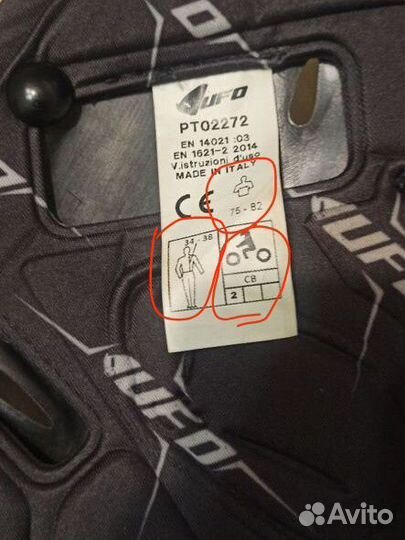 UFO
PT02272
EN 14021 :03
EN 1621-2 2014
V.istruzioni d'uso
MADE IN ITALY
CE
75 - 82
34 - 38
CB
2
UFO
UFO
Avito